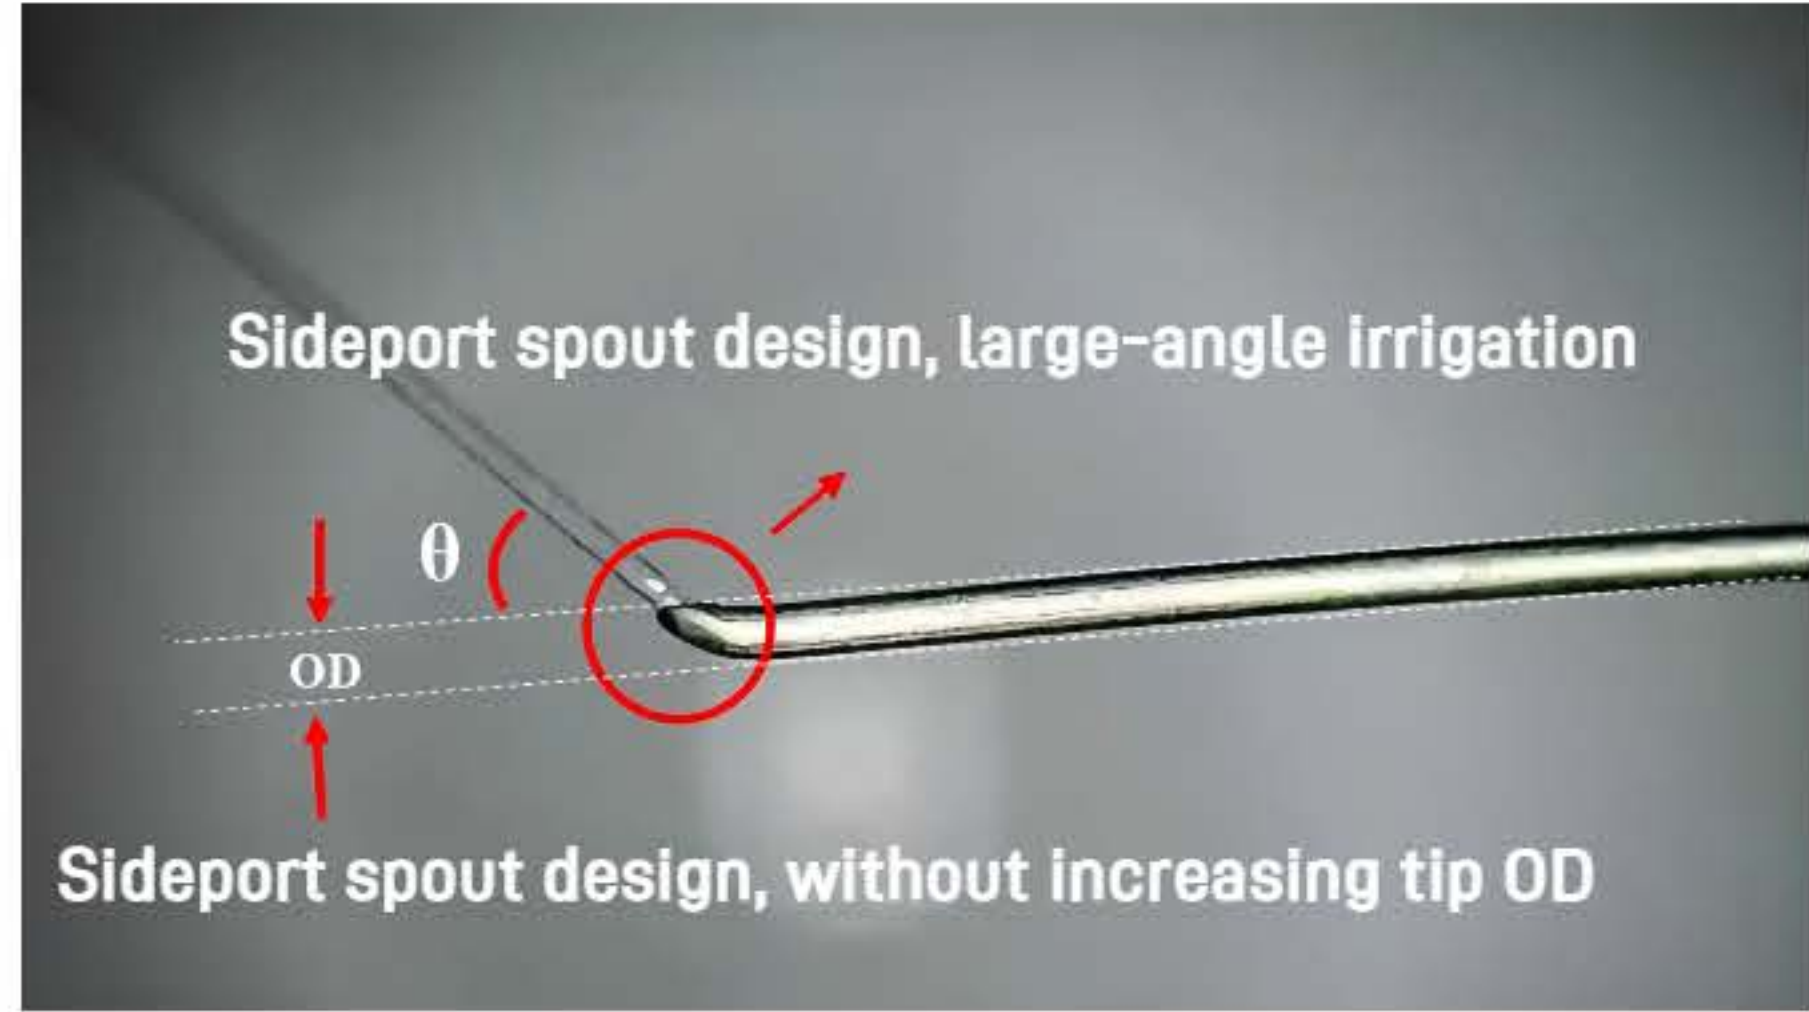 Sideport spout design, large-angle irrigation
θ
OD
Sideport spout design, without increasing tip OD